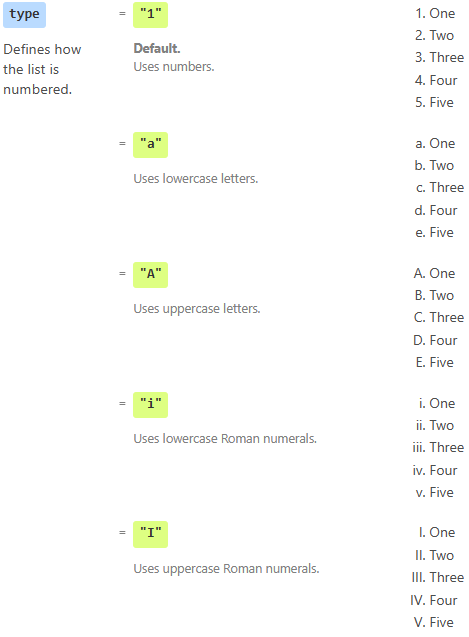 type
Defines how
the list is
numbered.
= "1"
Default.
Uses numbers.
1. One
2. Two
3. Three
4. Four
5. Five
= "a"
Uses lowercase letters.
a. One
b. Two
c. Three
d. Four
e. Five
= "A"
Uses uppercase letters.
A. One
B. Two
C. Three
D. Four
E. Five
= "i"
Uses lowercase Roman numerals.
i. One
ii. Two
iii. Three
iv. Four
v. Five
= "I"
Uses uppercase Roman numerals.
I. One
II. Two
III. Three
IV. Four
V. Five